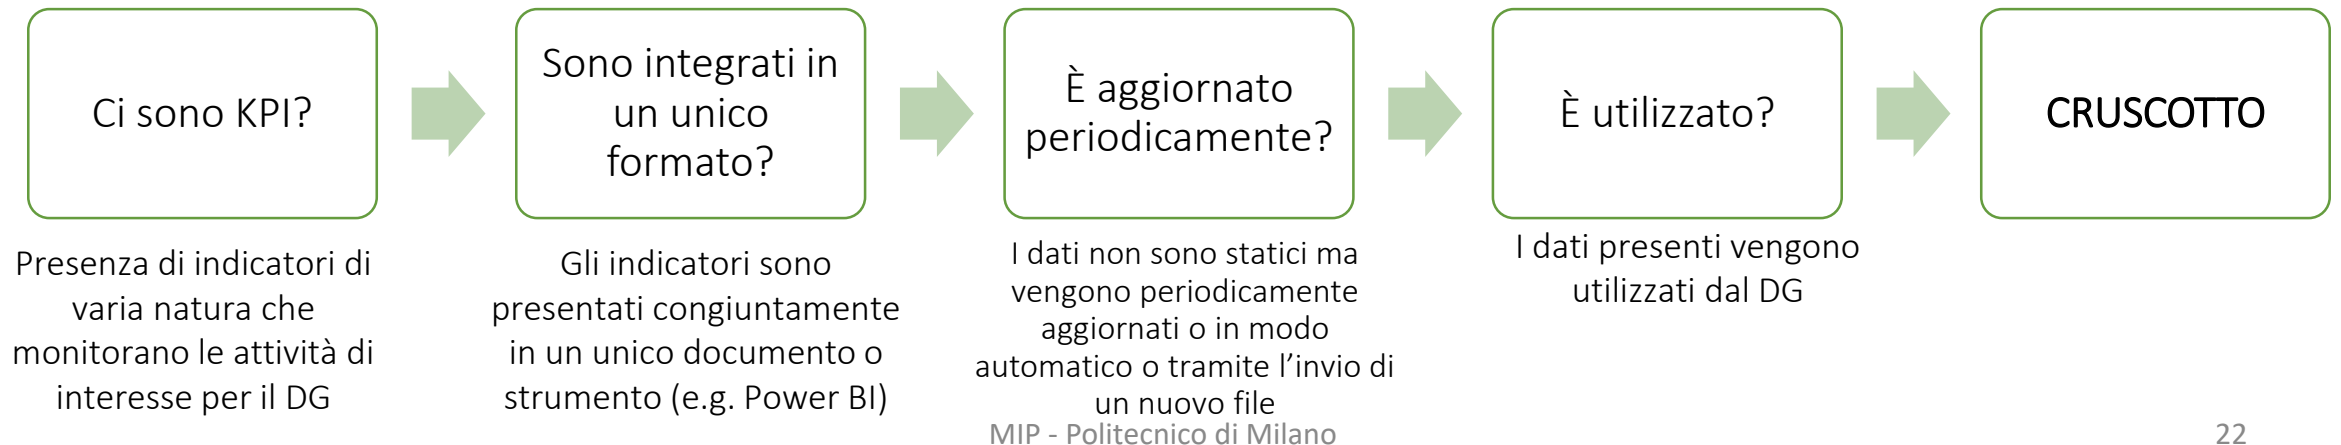 Ci sono KPI?
Sono integrati in
un unico
formato?
È aggiornato
periodicamente?
È utilizzato?
CRUSCOTTO
Presenza di indicatori di
varia natura che
monitorano le attività di
interesse per il DG
Gli indicatori sono
presentati congiuntamente
in un unico documento o
strumento (e.g. Power BI)
I dati non sono statici ma
vengono periodicamente
aggiornati o in modo
automatico o tramite l’invio di
un nuovo file
I dati presenti vengono
utilizzati dal DG
MIP - Politecnico di Milano
22